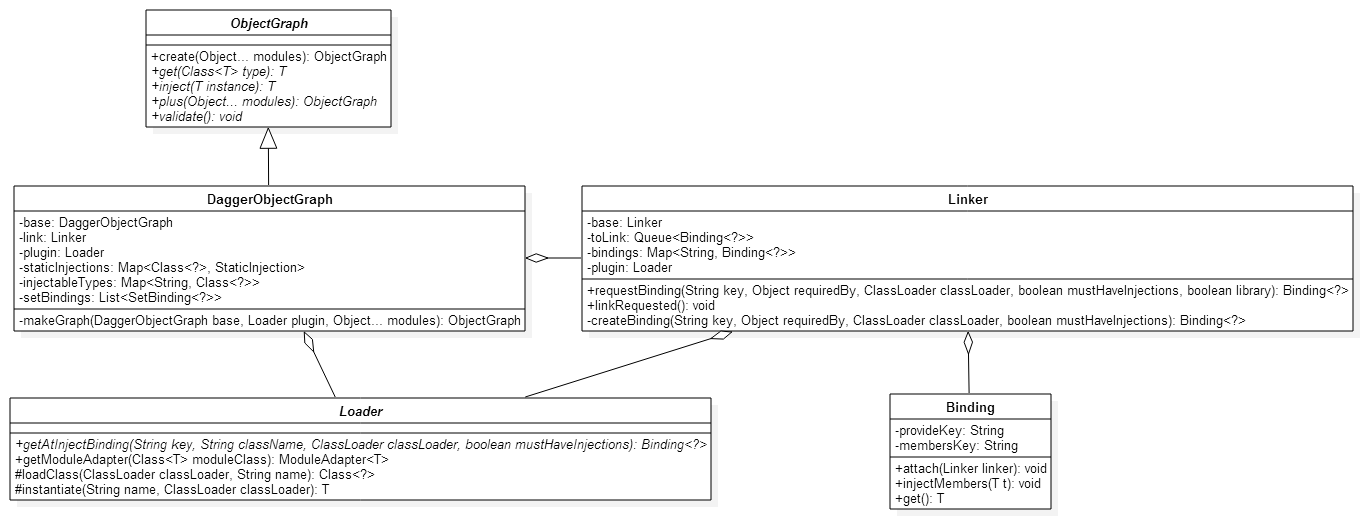 ObjectGraph
+create(Object... modules): ObjectGraph
+get(Class<T> type): T
+inject(T instance): T
+plus(Object... modules): ObjectGraph
+validate(): void
DaggerObjectGraph
-base: DaggerObjectGraph
-link: Linker
-plugin: Loader
-staticInjections: Map<Class<?>, StaticInjection>
-injectableTypes: Map<String, Class<?>>
-setBindings: List<SetBinding<?>>
-makeGraph(DaggerObjectGraph base, Loader plugin, Object... modules): ObjectGraph
Linker
-base: Linker
-toLink: Queue<Binding<?>>
-bindings: Map<String, Binding<?>>
-plugin: Loader
+requestBinding(String key, Object requiredBy, ClassLoader classLoader, boolean mustHaveInjections, boolean library): Binding<?>
+linkRequested(): void
-createBinding(String key, Object requiredBy, ClassLoader classLoader, boolean mustHaveInjections): Binding<?>
Loader
+getAtInjectBinding(String key, String className, ClassLoader classLoader, boolean mustHaveInjections): Binding<?>
+getModuleAdapter(Class<T> moduleClass): ModuleAdapter<T>
#loadClass(ClassLoader classLoader, String name): Class<?>
#instantiate(String name, ClassLoader classLoader): T
Binding
-provideKey: String
-membersKey: String
+attach(Linker linker): void
+injectMembers(T t): void
+get(): T